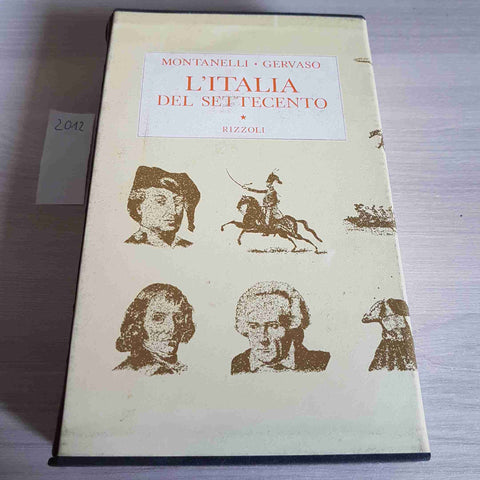 MONTANELLI · GERVASO
L'ITALIA
DEL SETTECENTO
★
RIZZOLI
2012